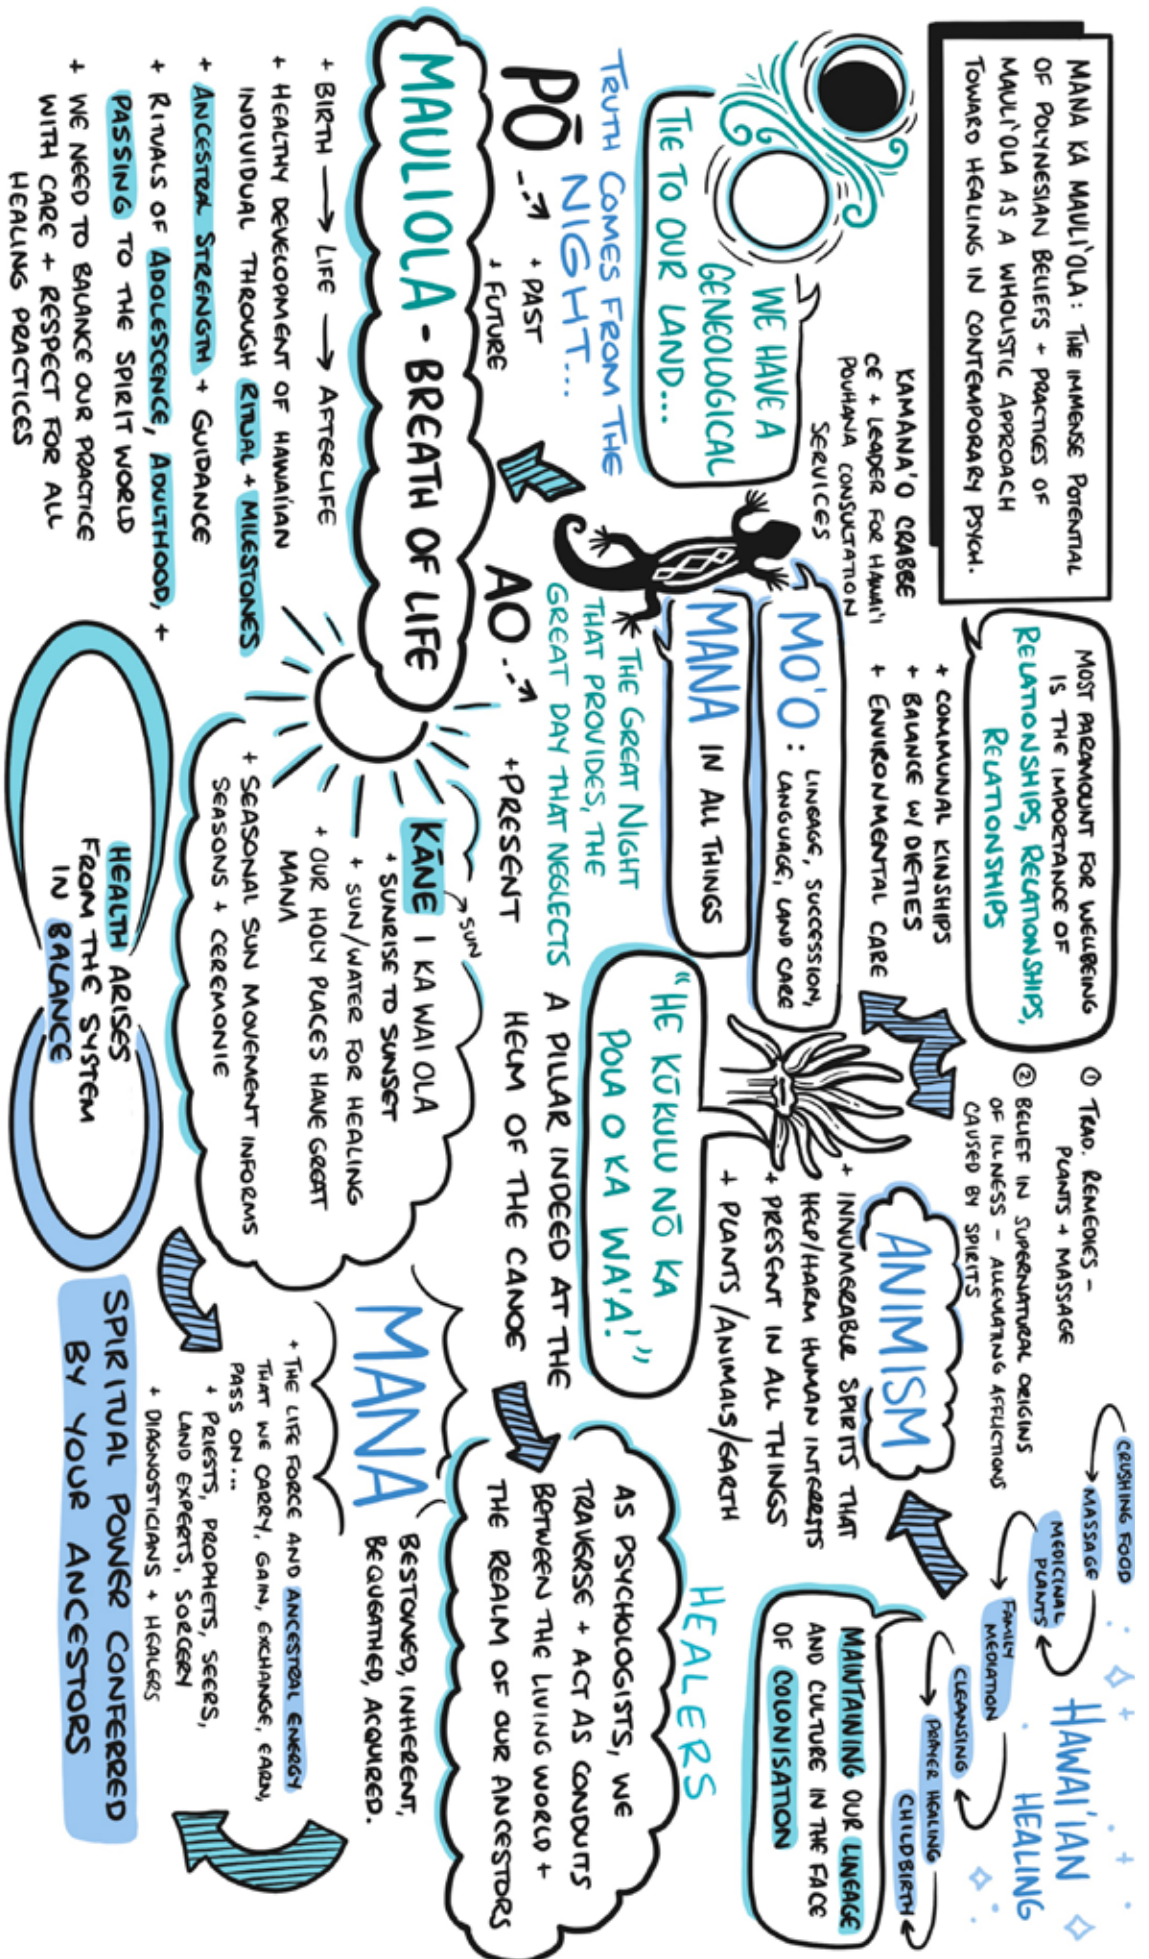 MANA KA MAULI'OLA: THE IMMENSE POTENTIAL
OF POLYNESIAN BELIEFS + PRACTICES OF
MAULI'OLA AS A WHOLISTIC APPROACH
TOWARD HEALING IN CONTEMPORARY PSYCH.
KAMANA'O CRABBE
CE + LEADER FOR HAWAI'I
POUHANA CONSULTATION
SERVICES
WE HAVE A
GENEOLOGICAL
TIE TO OUR LAND...
TRUTH COMES FROM THE
NIGHT...
PŌ
+ PAST
+ FUTURE
MAULIOLA - BREATH OF LIFE
+ BIRTH → LIFE → AFTERLIFE
+ HEALTHY DEVELOPMENT OF HAWAIIAN
INDIVIDUAL THROUGH RITUAL + MILESTONES
+ ANCESTRAL STRENGTH + GUIDANCE
+ RITUALS OF ADOLESCENCE, ADULTHOOD, +
PASSING TO THE SPIRIT WORLD
+ WE NEED TO BALANCE OUR PRACTICE
WITH CARE + RESPECT FOR ALL
HEALING PRACTICES
MOST PARAMOUNT FOR WELLBEING
IS THE IMPORTANCE OF
RELATIONSHIPS, RELATIONSHIPS,
RELATIONSHIPS
+ COMMUNAL KINSHIPS
+ BALANCE W/ DIETIES
+ ENVIRONMENTAL CARE
MO'O: LINEAGE, SUCCESSION,
LANGUAGE, LAND CARE
MANA IN ALL THINGS
THE GREAT NIGHT
THAT PROVIDES, THE
GREAT DAY THAT NEGLECTS
AO
+PRESENT
SUN
KĀNE I KA WAI OLA
+ SUNRISE TO SUNSET
+ SUN/WATER FOR HEALING
+ OUR HOLY PLACES HAVE GREAT
MANA
+ SEASONAL SUN MOVEMENT INFORMS
SEASONS + CEREMONIE
HEALTH ARISES
FROM THE SYSTEM
IN BALANCE
① TRAD. REMEDIES -
PLANTS + MASSAGE
② BELIEF IN SUPERNATURAL ORIGINS
OF ILLNESS - ALLEVIATING AFFLICTIONS
CAUSED BY SPIRITS
ANIMISM
+ INNUMERABLE SPIRITS THAT
HELP/HARM HUMAN INTERESTS
+ PRESENT IN ALL THINGS
+ PLANTS/ANIMALS/EARTH
"HE KŪKULU NŌ KA
POLA O KA WA'A!"
A PILLAR INDEED AT THE
HELM OF THE CANOE
HAWAI'IAN
HEALING
CRUSHING FOOD
MASSAGE
MEDICINAL
PLANTS
FAMILY
MEDIATION
CLEANSING
PRAYER HEALING
CHILDBIRTH
MAINTAINING OUR LINEAGE
AND CULTURE IN THE FACE
OF COLONISATION
HEALERS
AS PSYCHOLOGISTS, WE
TRAVERSE + ACT AS CONDUITS
BETWEEN THE LIVING WORLD +
THE REALM OF OUR ANCESTORS
MANA
BESTOWED, INHERENT,
BEQUEATHED, ACQUIRED.
+ THE LIFE FORCE AND ANCESTRAL ENERGY
THAT WE CARRY, GAIN, EXCHANGE, EARN,
PASS ON...
+ PRIESTS, PROPHETS, SEERS,
LAND EXPERTS, SORCERY
+ DIAGNOSTICIANS + HEALERS
SPIRITUAL POWER CONFERRED
BY YOUR ANCESTORS